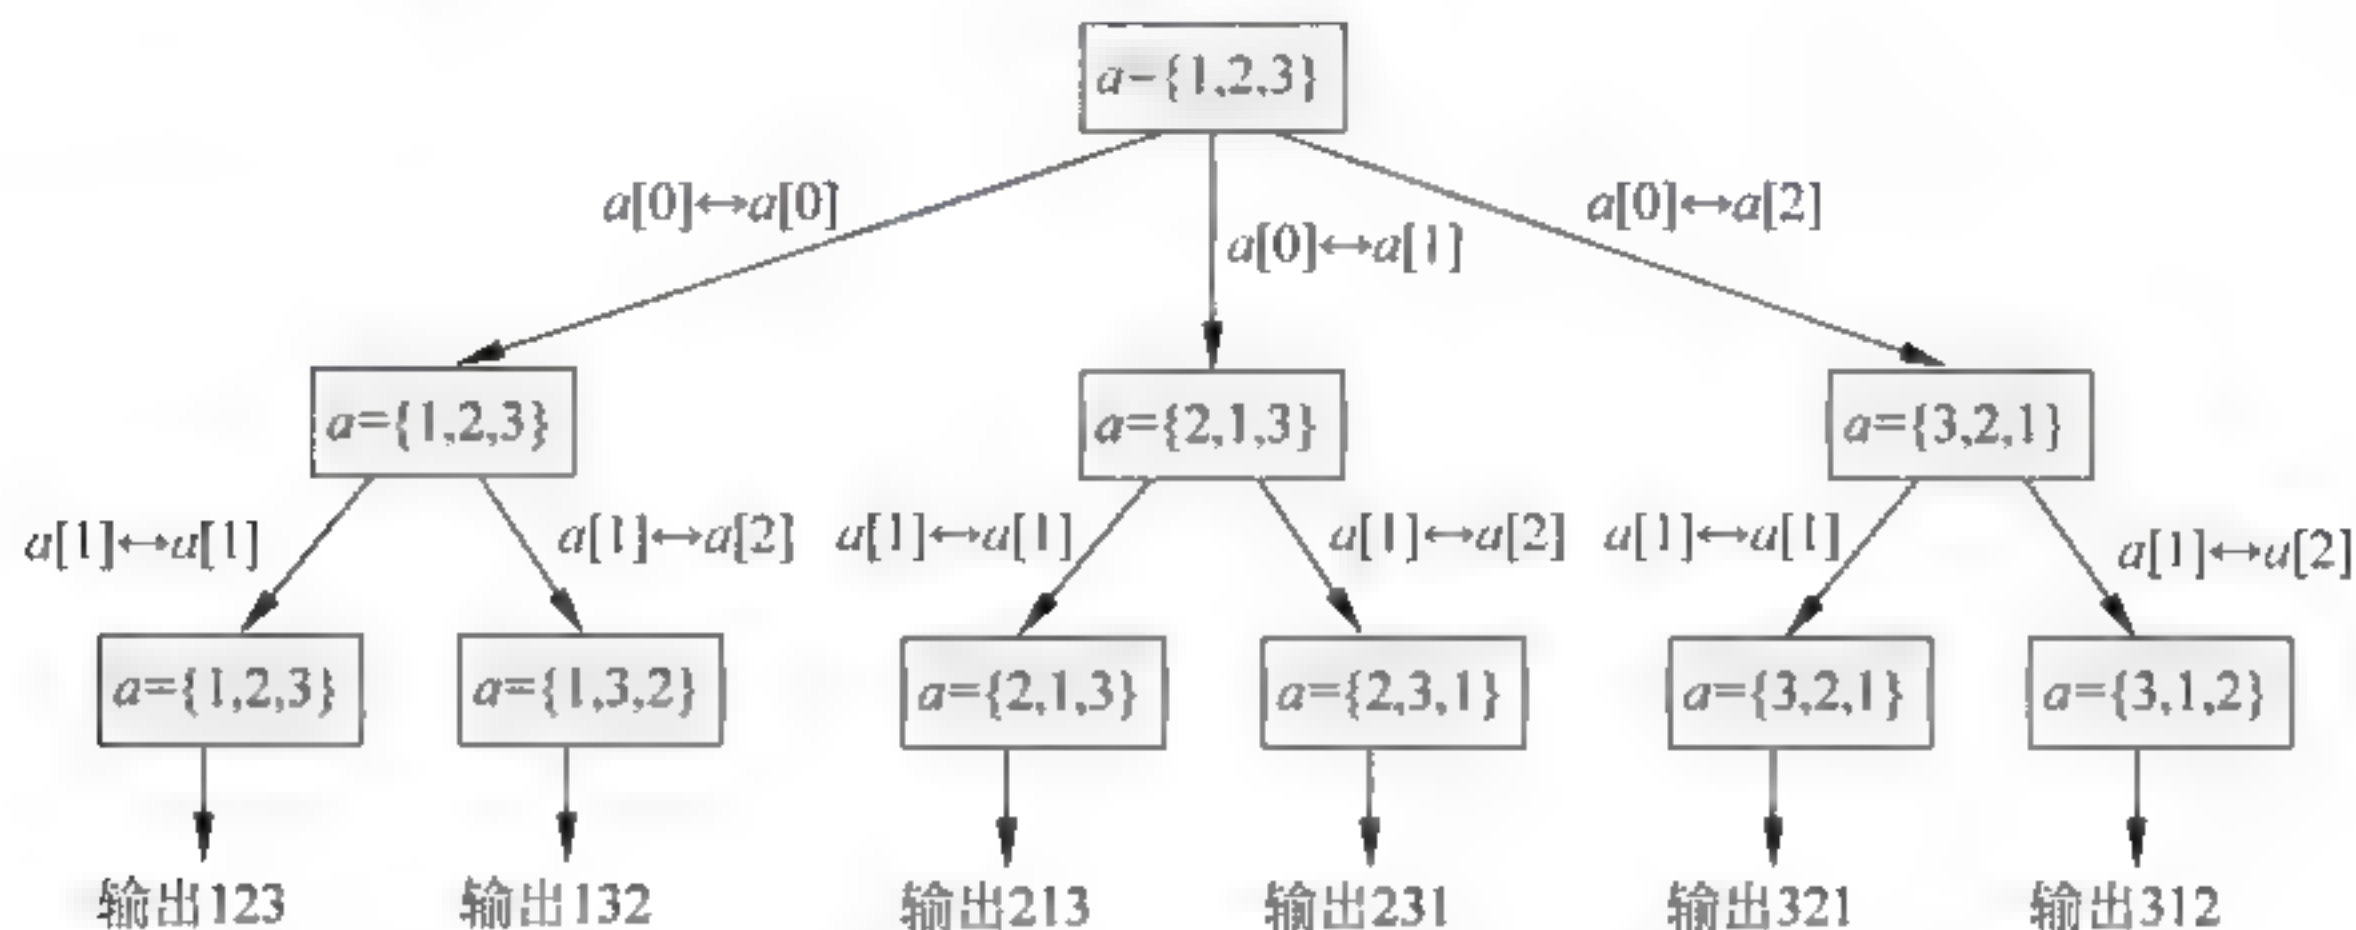 a={1,2,3}
a[0]↔a[0]
a[0]↔a[1]
a[0]↔a[2]
a={1,2,3}
a={2,1,3}
a={3,2,1}
a[1]↔a[1]
a[1]↔a[2]
a[1]↔a[1]
a[1]↔a[2]
a[1]↔a[1]
a[1]↔a[2]
a={1,2,3}
a={1,3,2}
a={2,1,3}
a={2,3,1}
a={3,2,1}
a={3,1,2}
输出123
输出132
输出213
输出231
输出321
输出312